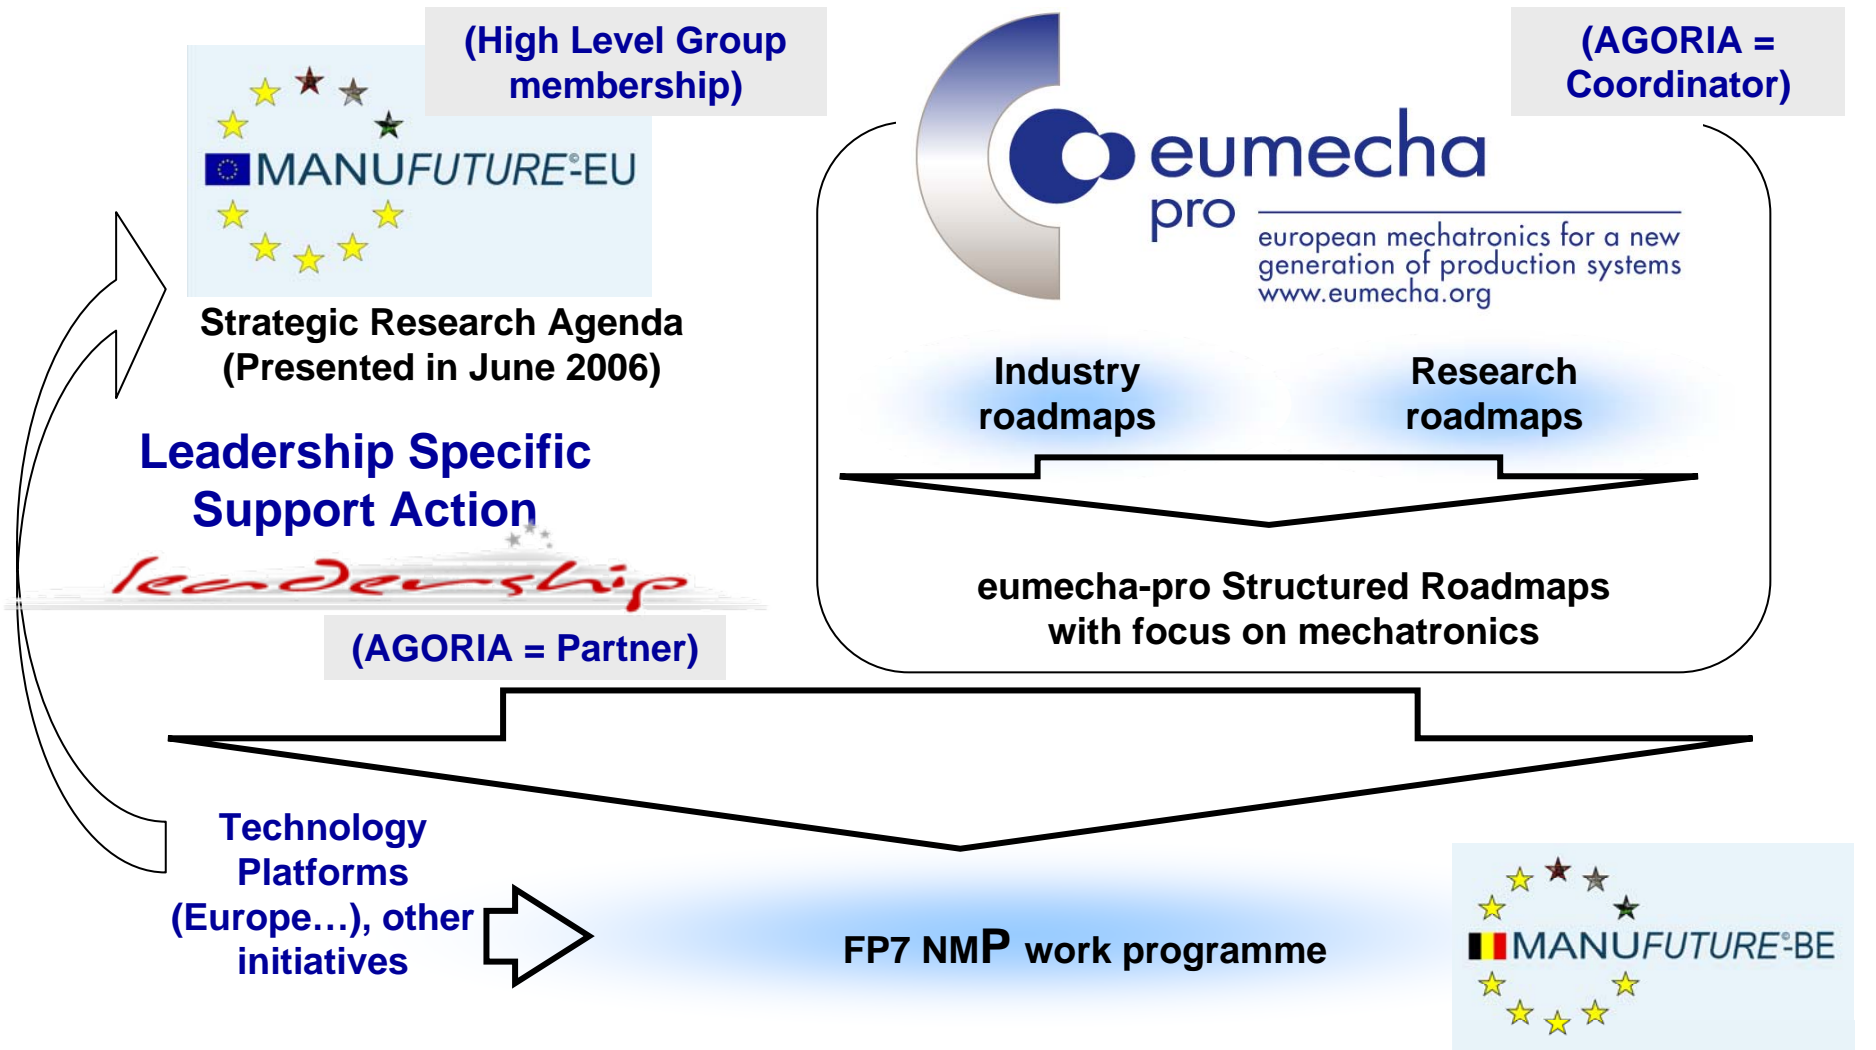 (High Level Group
membership)
MANUFUTURE©-EU
Strategic Research Agenda
(Presented in June 2006)
Leadership Specific
Support Action
leadership
(AGORIA = Partner)
(AGORIA =
Coordinator)
eumecha
pro
european mechatronics for a new
generation of production systems
www.eumecha.org
Industry
roadmaps
Research
roadmaps
eumecha-pro Structured Roadmaps
with focus on mechatronics
Technology
Platforms
(Europe…), other
initiatives
FP7 NMP work programme
MANUFUTURE©-BE